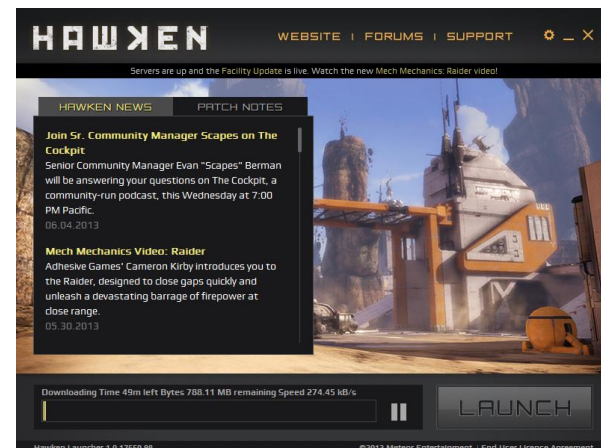 HAWKEN
WEBSITE | FORUMS | SUPPORT
Servers are up and the Facility Update is live. Watch the new Mech Mechanics: Raider video!
HAWKEN NEWS
PATCH NOTES
Join Sr. Community Manager Scapes on The
Cockpit
Senior Community Manager Evan "Scapes" Berman
will be answering your questions on The Cockpit, a
community-run podcast, this Wednesday at 7:00
PM Pacific.
06.04.2013
Mech Mechanics Video: Raider
Adhesive Games' Cameron Kirby introduces you to
the Raider, designed to close gaps quickly and
unleash a devastating barrage of firepower at
close range.
05.30.2013
Downloading Time 49m left Bytes 788.11 MB remaining Speed 274.45 kB/s
LAUNCH
Hawken Launcher
©2013 Meteor Entertainment | End User Licence Agreement